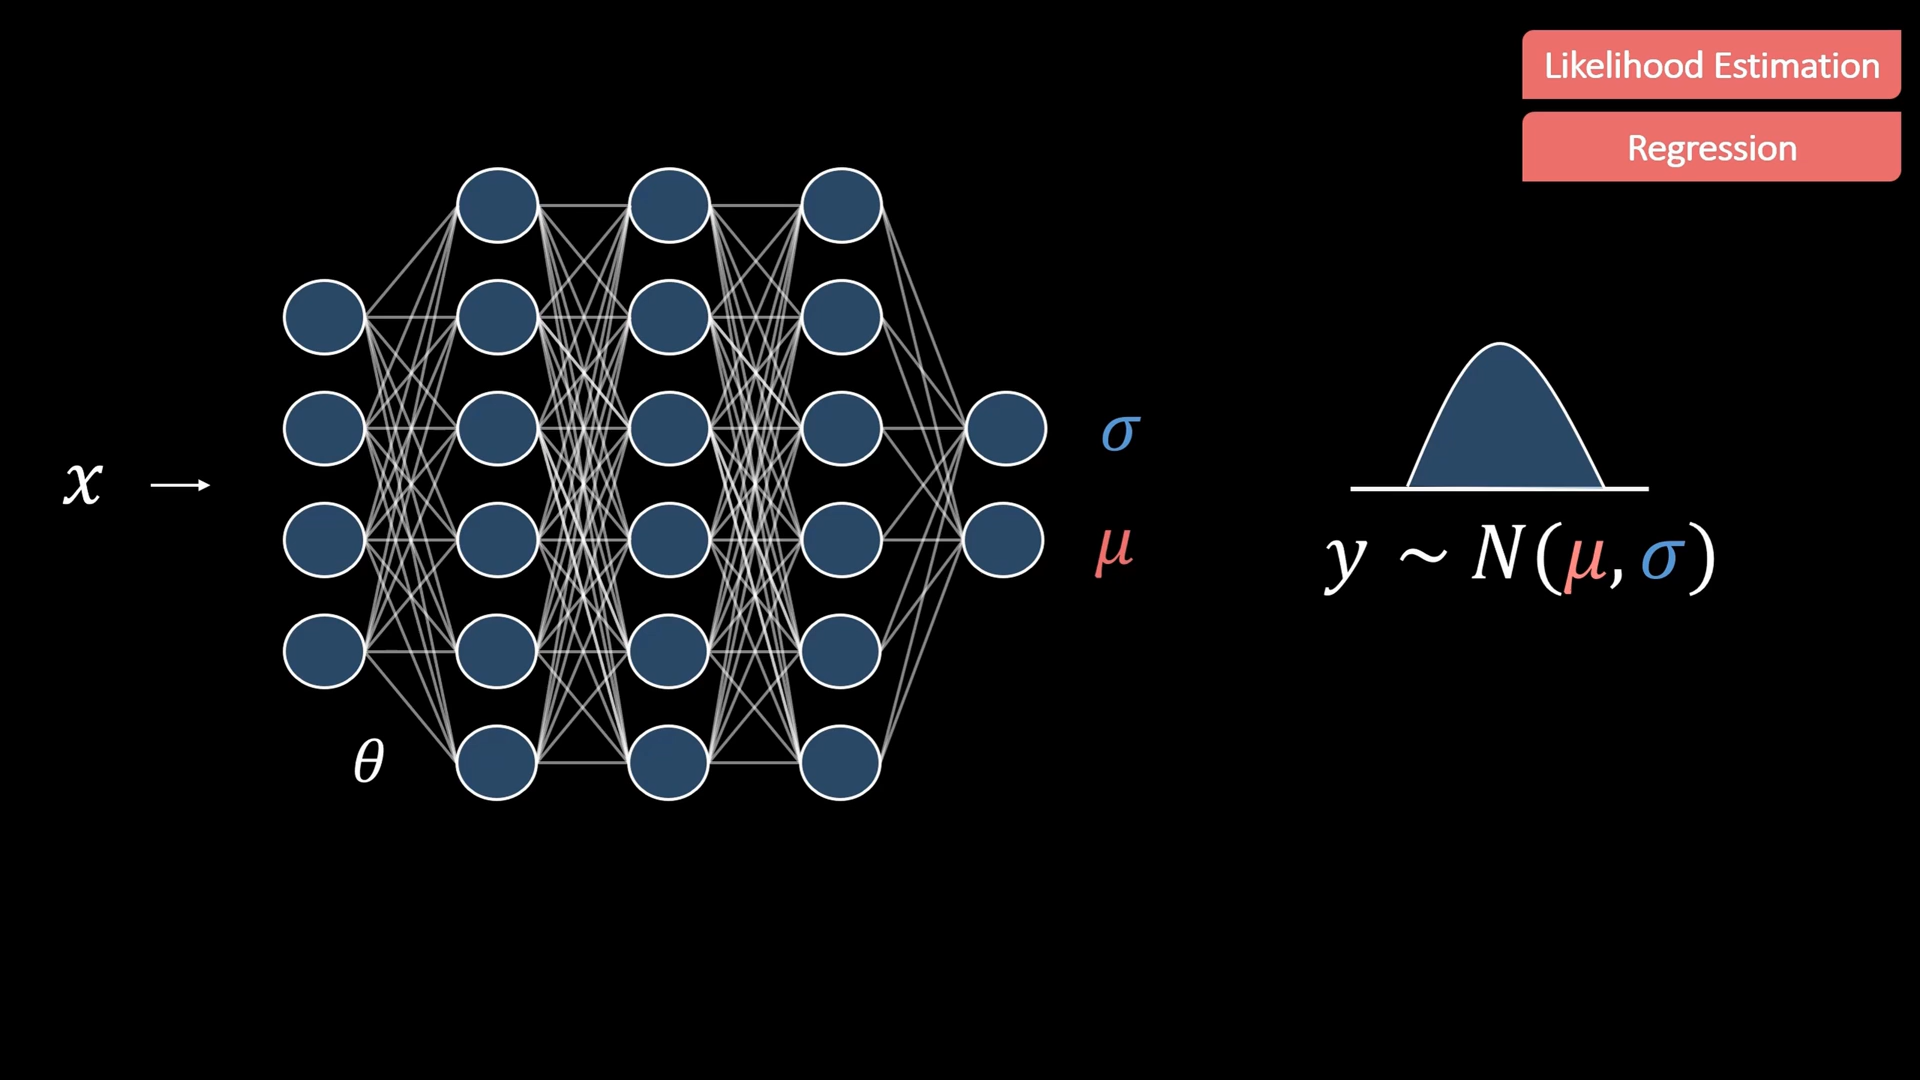 Likelihood Estimation
Regression
x →
σ
μ
θ
y ~ N(μ, σ)